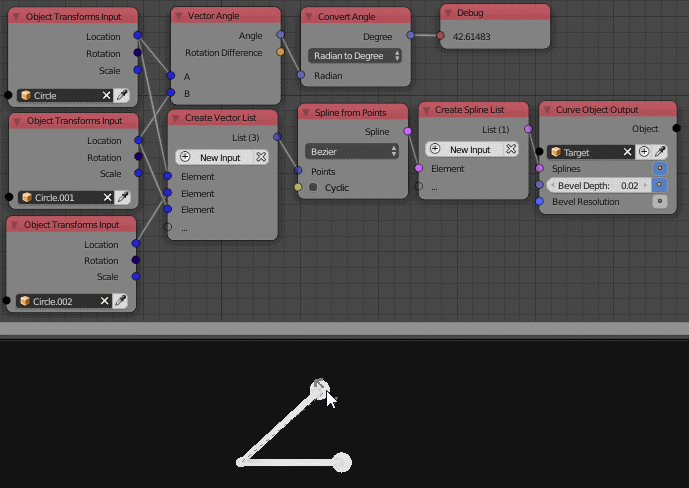 Object Transforms Input
Location
Rotation
Scale
Circle
Vector Angle
Angle
Rotation Difference
A
B
Convert Angle
Degree
Radian to Degree
Radian
Debug
42.61483
Object Transforms Input
Location
Rotation
Scale
Circle.001
Create Vector List
List (3)
New Input
Element
Element
Element
...
Spline from Points
Spline
Bezier
Points
Cyclic
Create Spline List
List (1)
New Input
Element
...
Curve Object Output
Object
Target
Splines
Bevel Depth: 0.02
Bevel Resolution
Object Transforms Input
Location
Rotation
Scale
Circle.002